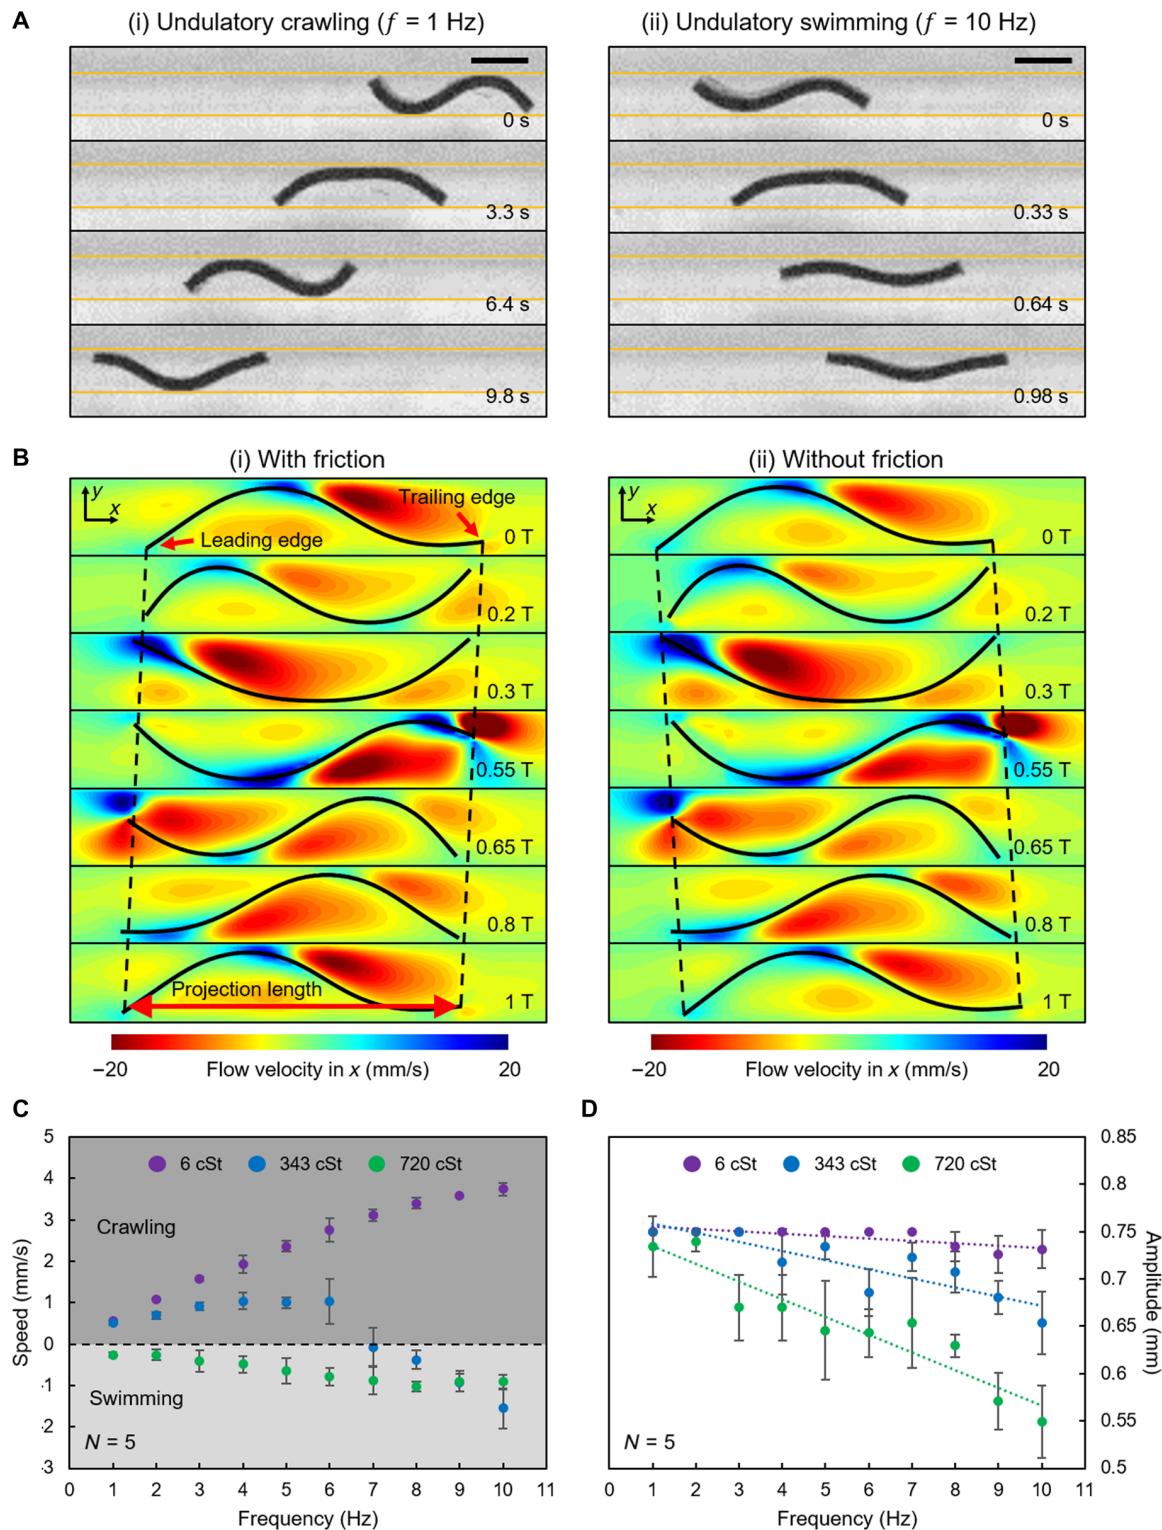 A
(i) Undulatory crawling (f = 1 Hz)
(ii) Undulatory swimming (f = 10 Hz)
0 s
3.3 s
6.4 s
9.8 s
0 s
0.33 s
0.64 s
0.98 s
B
(i) With friction
(ii) Without friction
y
x
Leading edge
Trailing edge
0 T
0.2 T
0.3 T
0.55 T
0.65 T
0.8 T
Projection length
1 T
y
x
0 T
0.2 T
0.3 T
0.55 T
0.65 T
0.8 T
1 T
−20 Flow velocity in x (mm/s) 20
−20 Flow velocity in x (mm/s) 20
C
5
4
3
2
1
0
-1
-2
-3
Speed (mm/s)
6 cSt 343 cSt 720 cSt
Crawling
Swimming
N = 5
0 1 2 3 4 5 6 7 8 9 10 11
Frequency (Hz)
D
6 cSt 343 cSt 720 cSt
N = 5
0.85
0.8
0.75
0.7
0.65
0.6
0.55
0.5
Amplitude (mm)
0 1 2 3 4 5 6 7 8 9 10 11
Frequency (Hz)